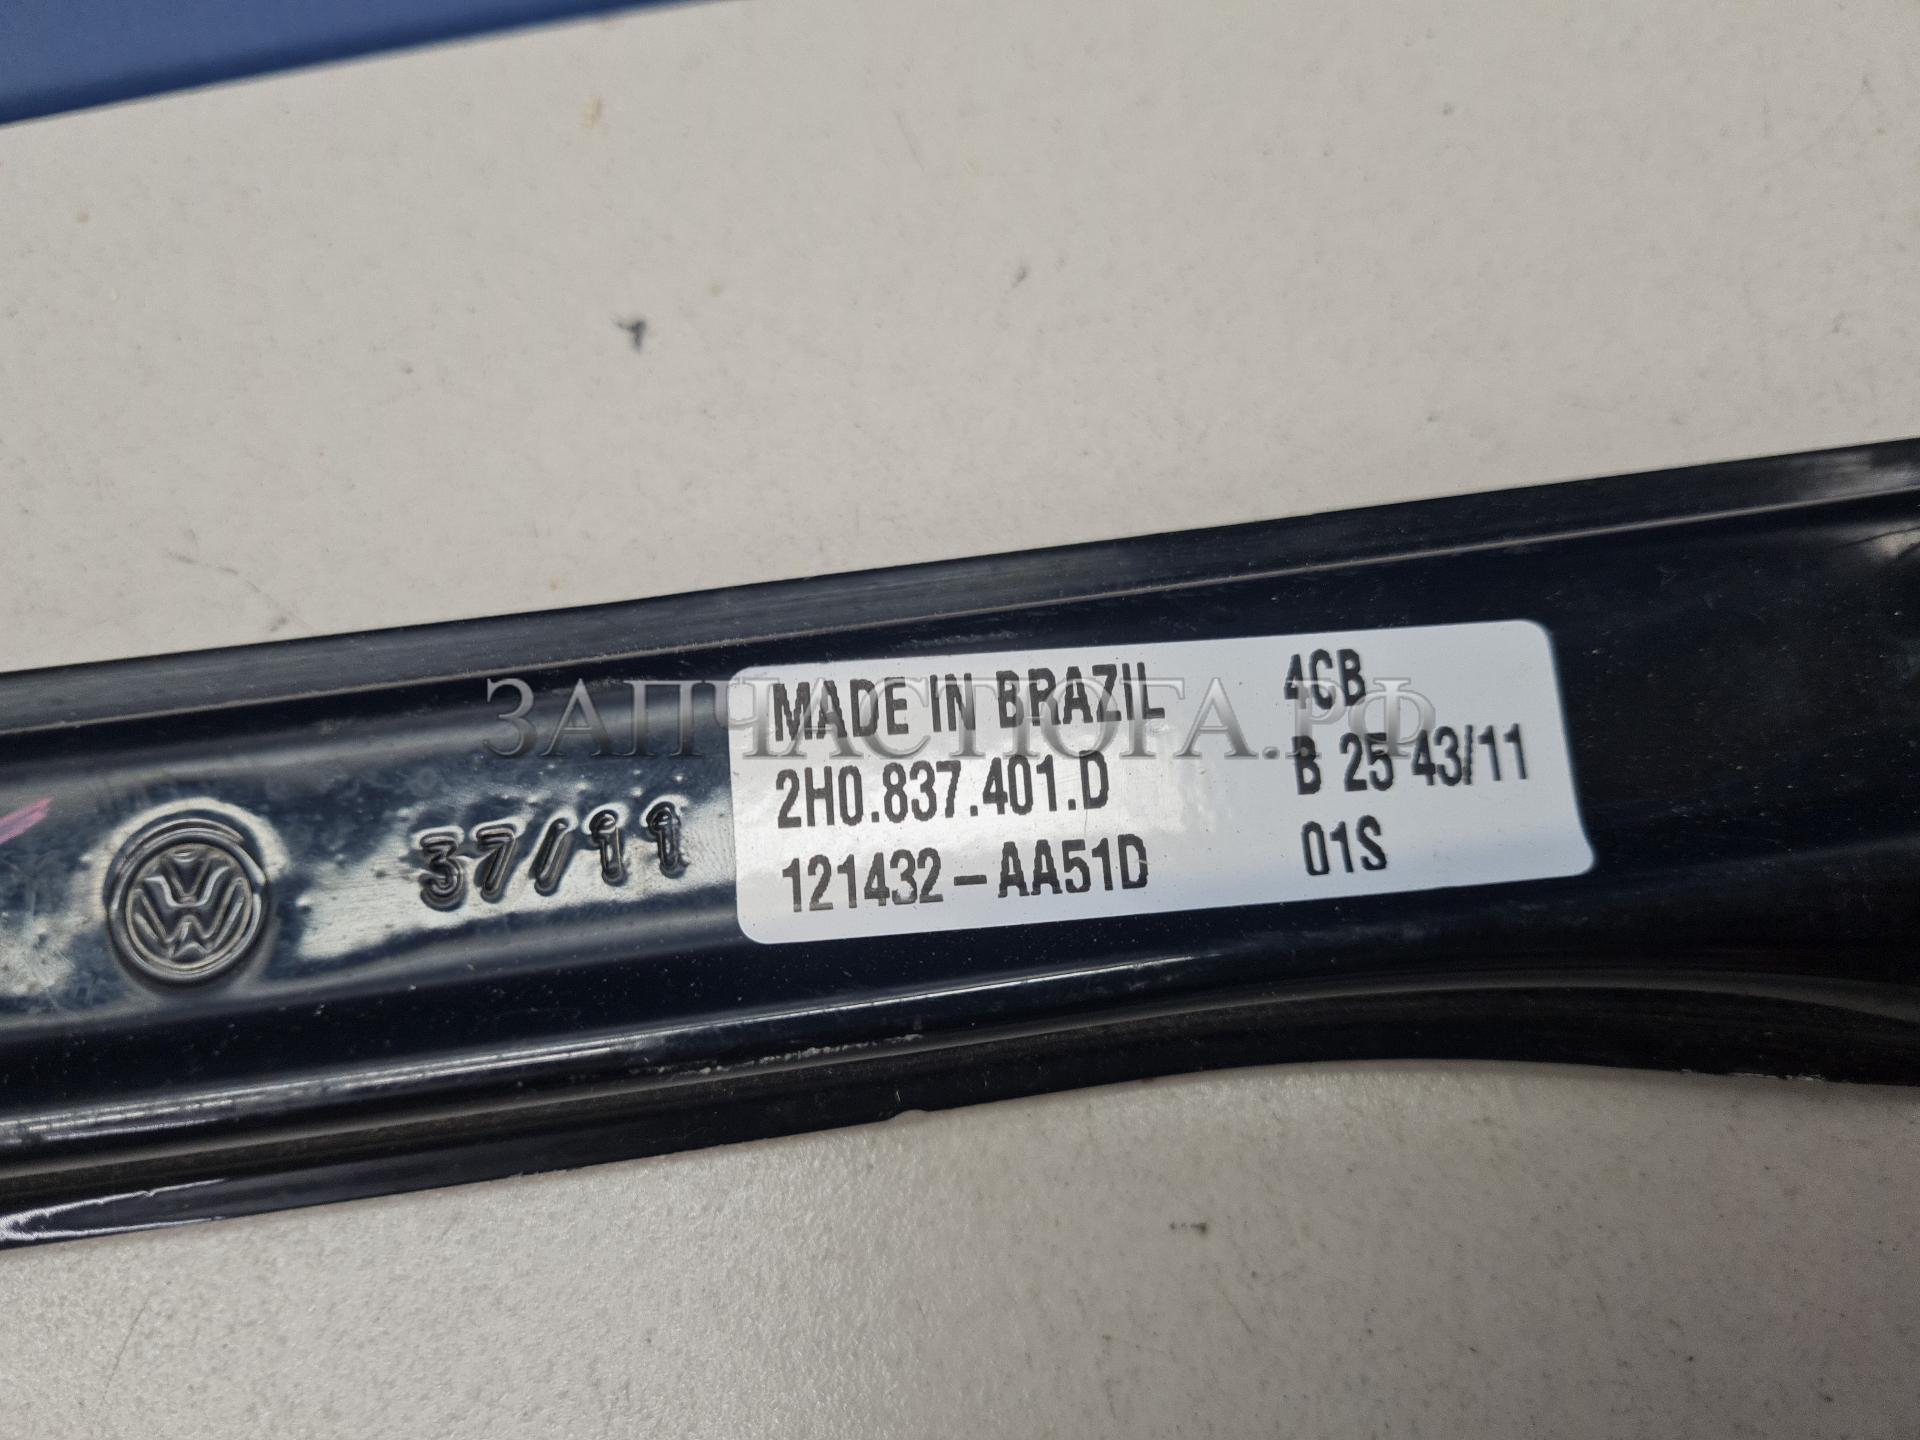 MADE IN BRAZIL 4CB
2H0.837.401.D B 25 43/11
121432-AA51D 01S
37/11
ЗАПЧАСТЮГА.РФ